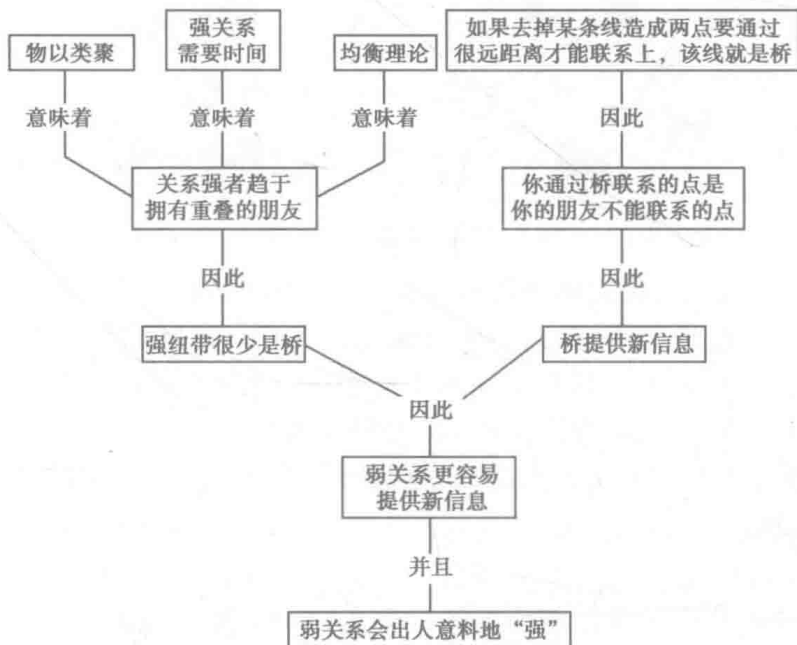 物以类聚
强关系
需要时间
均衡理论
如果去掉某条线造成两点要通过
很远距离才能联系上，该线就是桥
意味着
意味着
意味着
因此
关系强者趋于
拥有重叠的朋友
你通过桥联系的点是
你的朋友不能联系的点
因此
因此
强纽带很少是桥
桥提供新信息
因此
弱关系更容易
提供新信息
并且
弱关系会出人意料地“强”